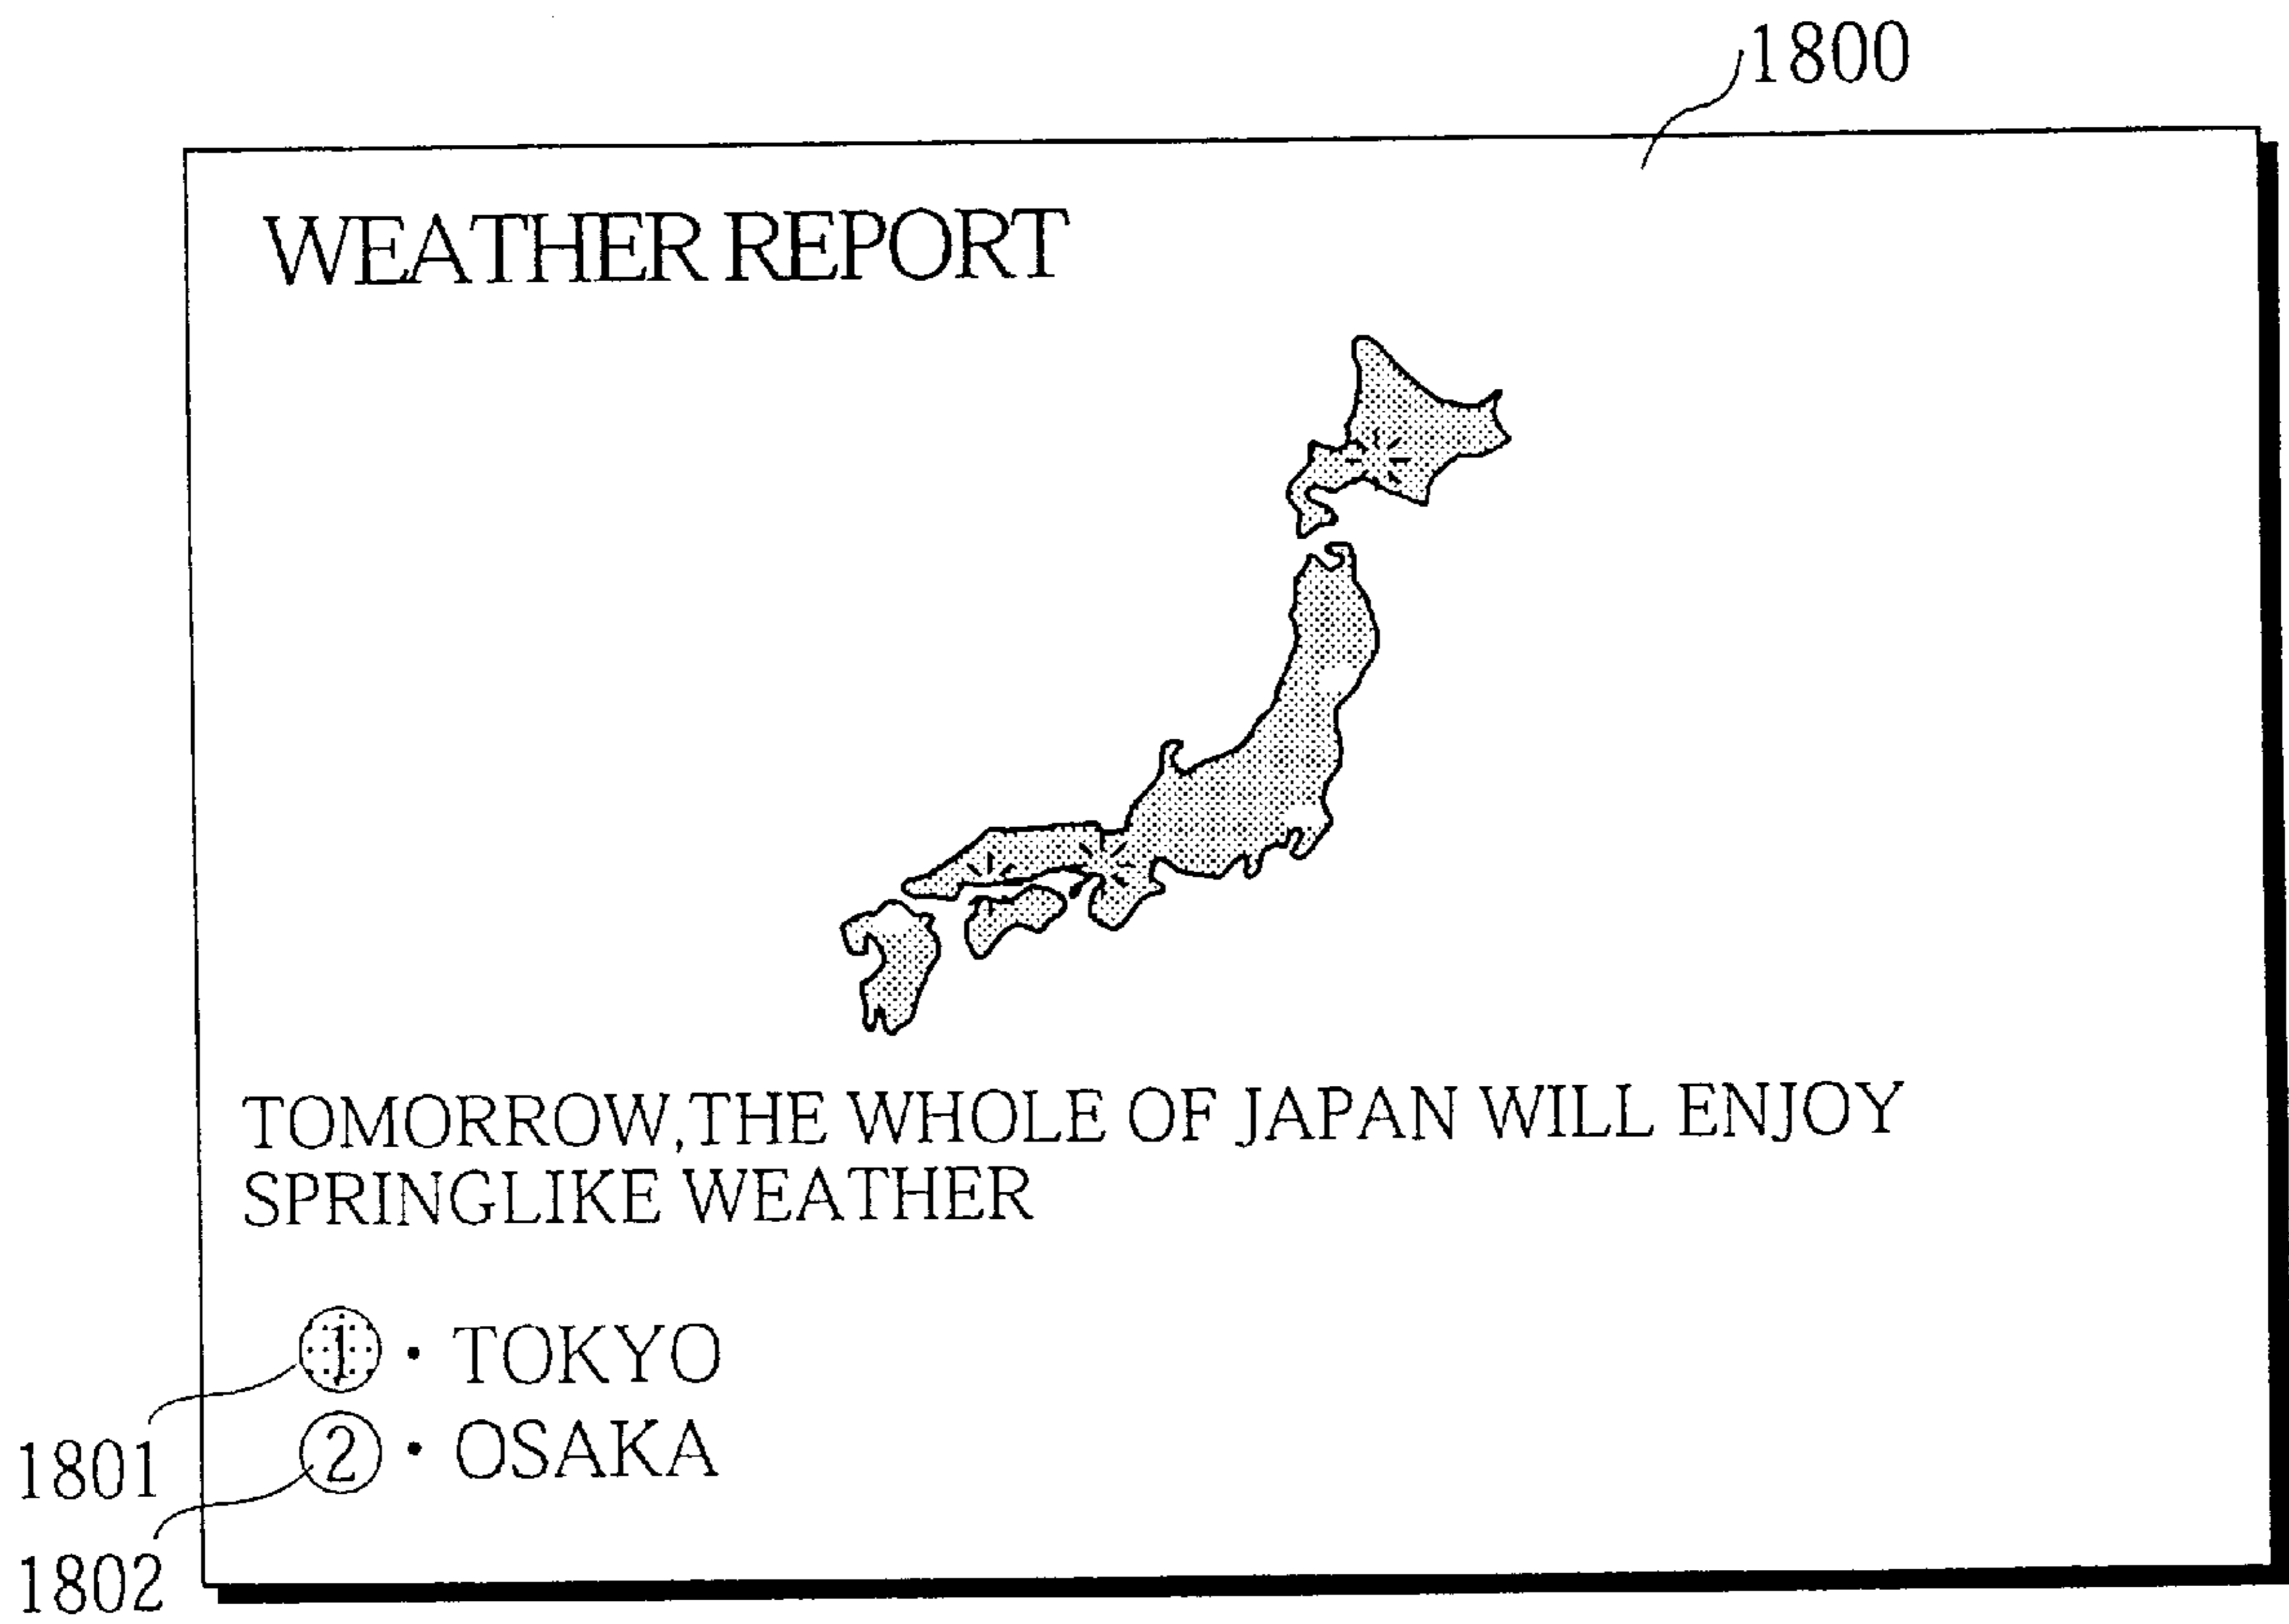 1800
WEATHER REPORT
TOMORROW,THE WHOLE OF JAPAN WILL ENJOY
SPRINGLIKE WEATHER
①・TOKYO
②・OSAKA
1801
1802